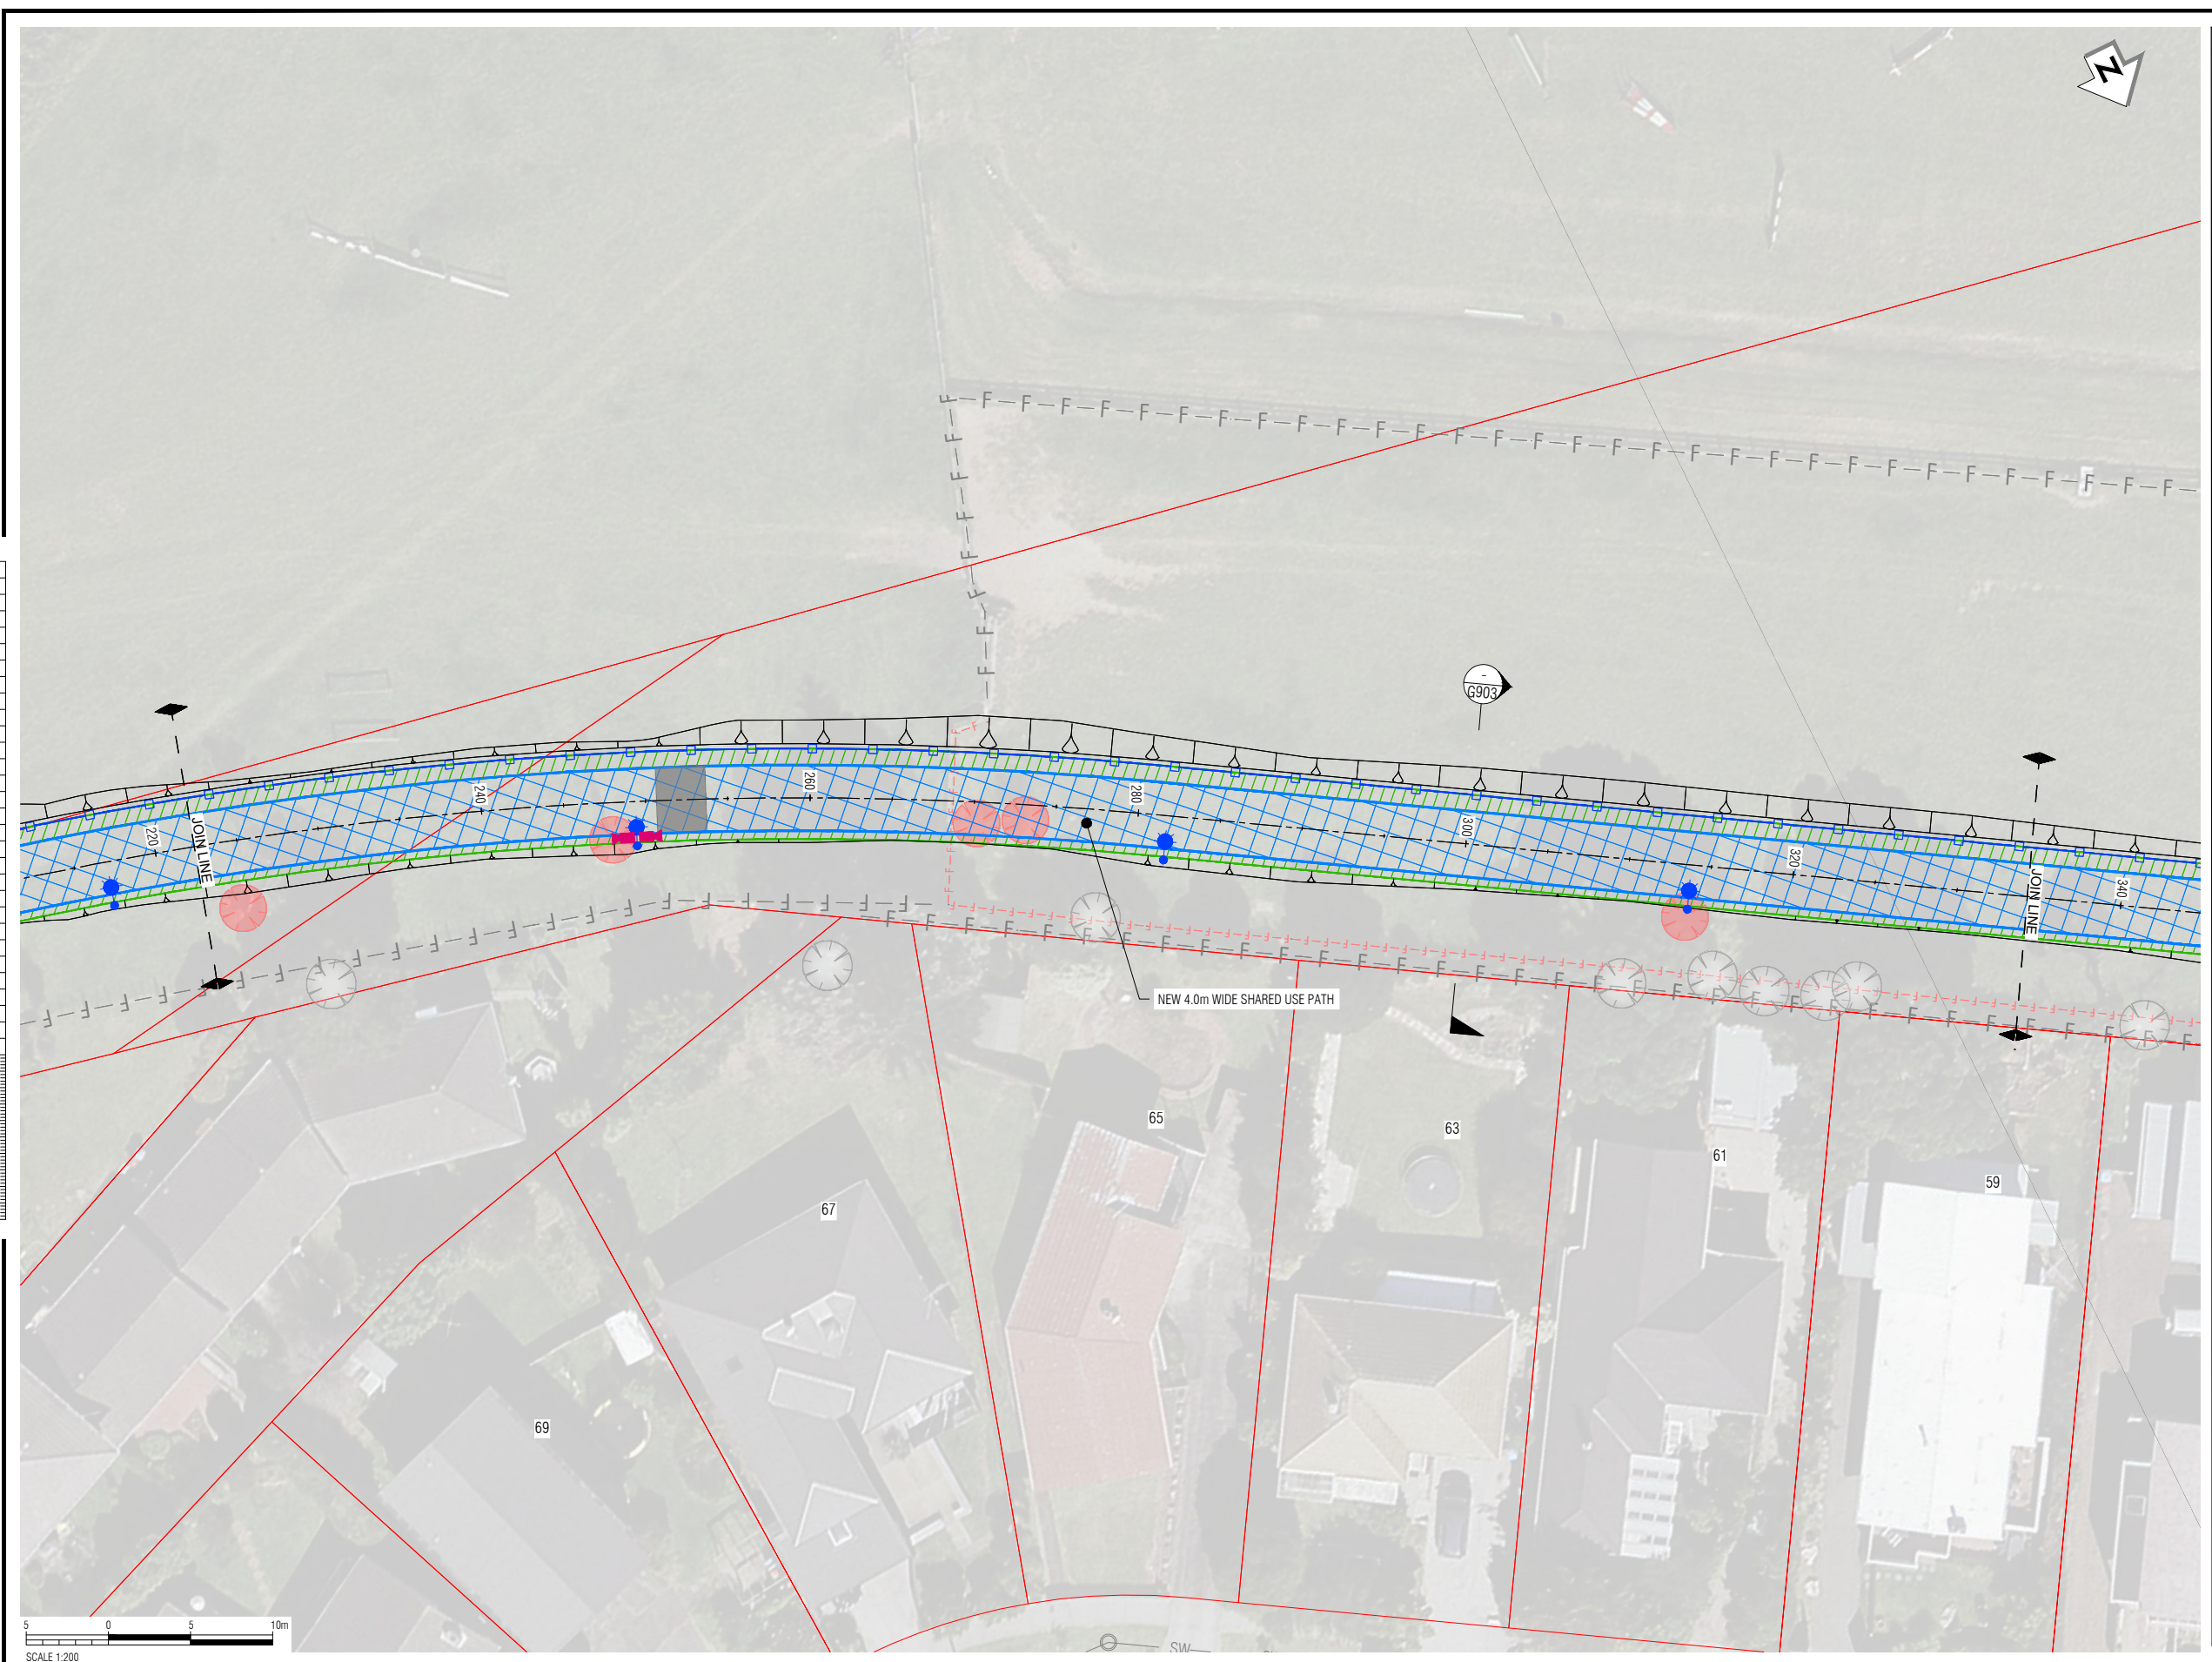 N
G903
-
220
JOIN LINE
240
260
280
300
320
JOIN LINE
340
NEW 4.0m WIDE SHARED USE PATH
65
63
61
59
67
69
5 0 5 10m
SCALE 1:200
SW
F F F F F F F F F F F F F F F F F F F F F F F F F F F F F F F F